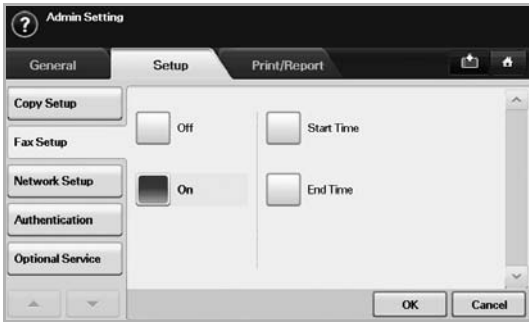 ? Admin Setting
General Setup Print/Report
Copy Setup
Fax Setup
Network Setup
Authentication
Optional Service
Off Start Time
On End Time
OK Cancel